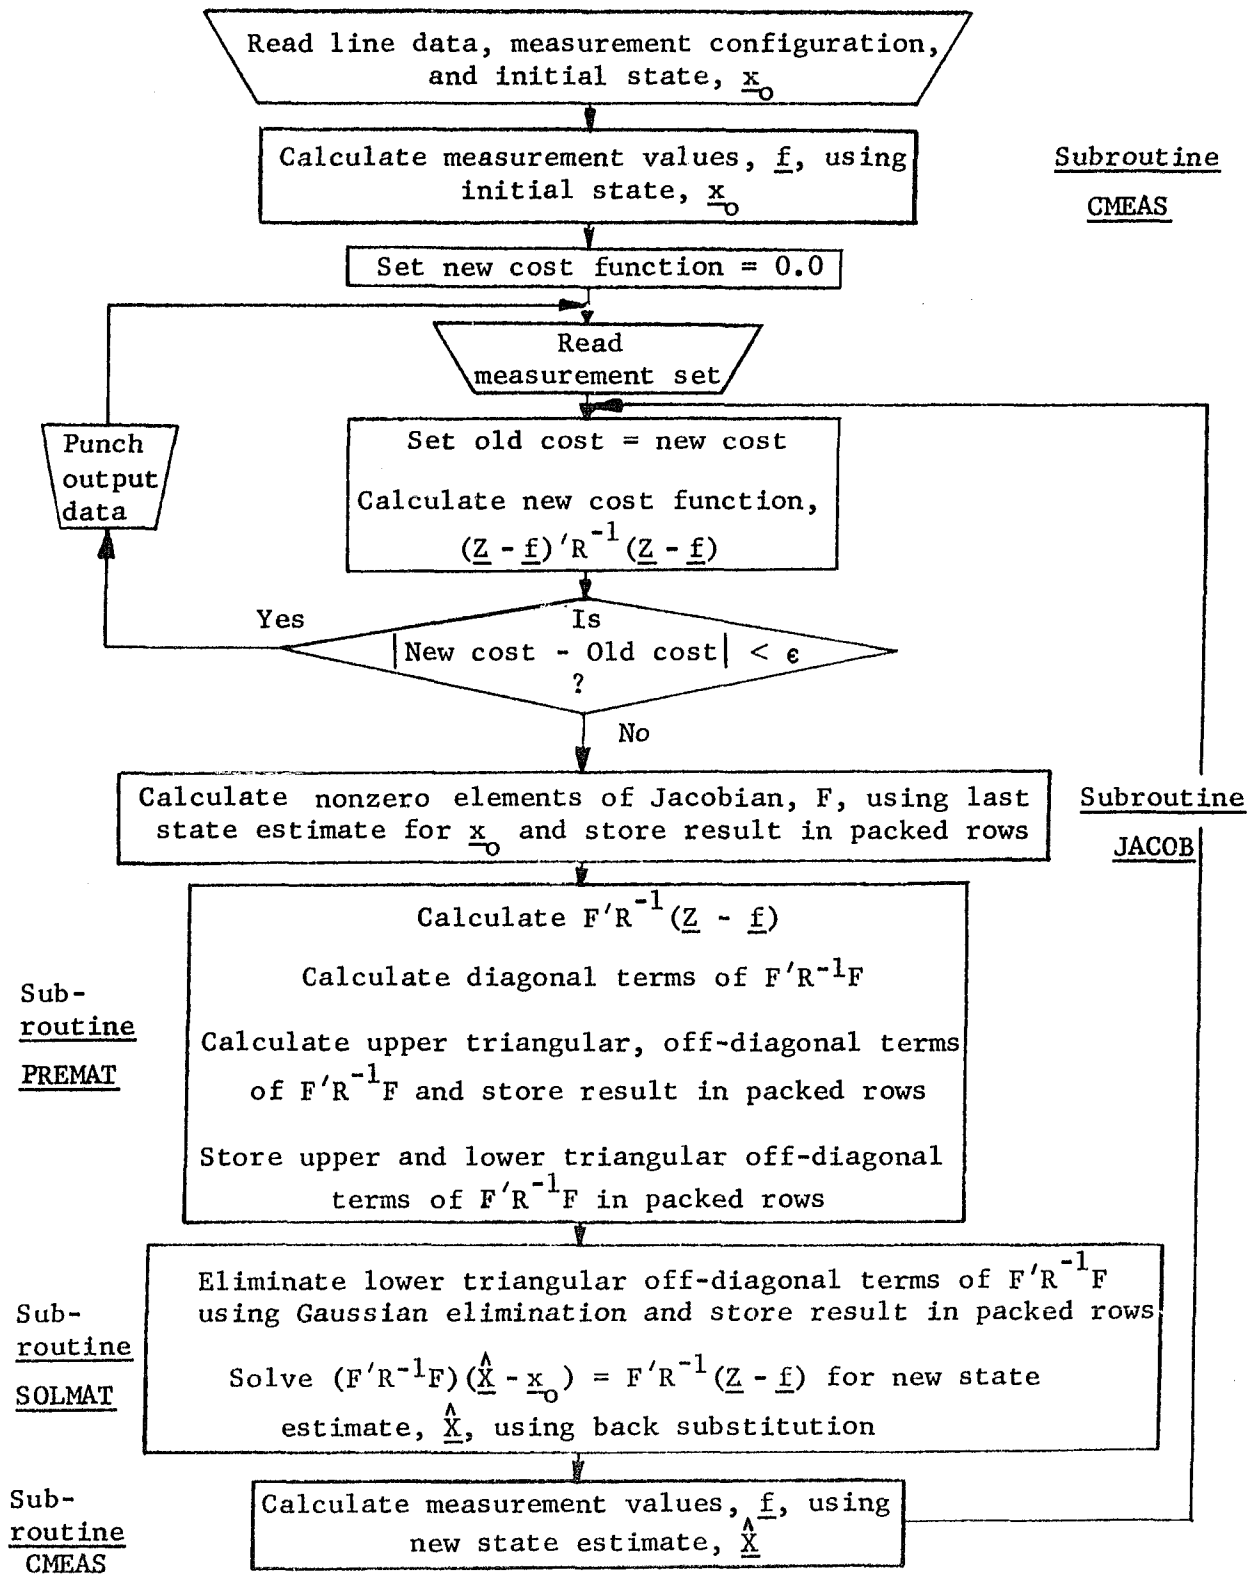 Read line data, measurement configuration,
and initial state, x_o
Calculate measurement values, f, using
initial state, x_o
Subroutine
CMEAS
Set new cost function = 0.0
Read
measurement set
Punch
output
data
Set old cost = new cost
Calculate new cost function,
(Z - f)′R⁻¹(Z - f)
Yes
Is
|New cost - Old cost| < ϵ
?
No
Calculate nonzero elements of Jacobian, F, using last
state estimate for x_o and store result in packed rows
Subroutine
JACOB
Calculate F′R⁻¹(Z - f)
Calculate diagonal terms of F′R⁻¹F
Calculate upper triangular, off-diagonal terms
of F′R⁻¹F and store result in packed rows
Store upper and lower triangular off-diagonal
terms of F′R⁻¹F in packed rows
Sub-
routine
PREMAT
Eliminate lower triangular off-diagonal terms of F′R⁻¹F
using Gaussian elimination and store result in packed rows
Solve (F′R⁻¹F)(X̂ - x_o) = F′R⁻¹(Z - f) for new state
estimate, X̂, using back substitution
Sub-
routine
SOLMAT
Calculate measurement values, f, using
new state estimate, X̂
Sub-
routine
CMEAS